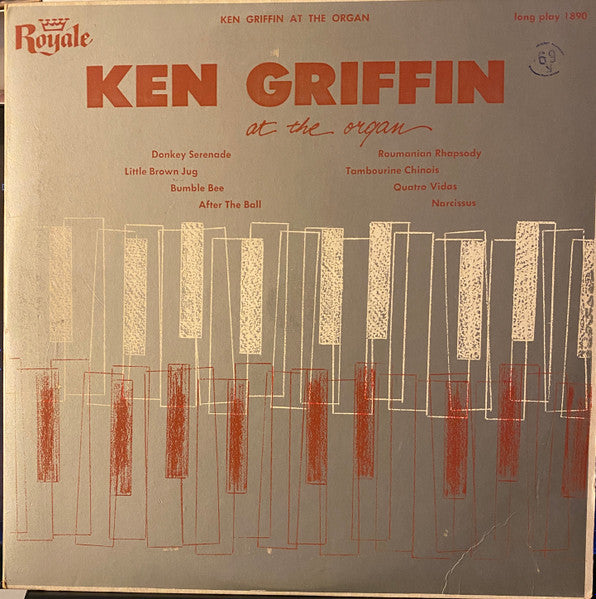 Royale
KEN GRIFFIN AT THE ORGAN
long play 1890
69
KEN GRIFFIN
at the organ
Donkey Serenade
Little Brown Jug
Bumble Bee
After The Ball
Roumanian Rhapsody
Tambourine Chinois
Quatro Vidas
Narcissus